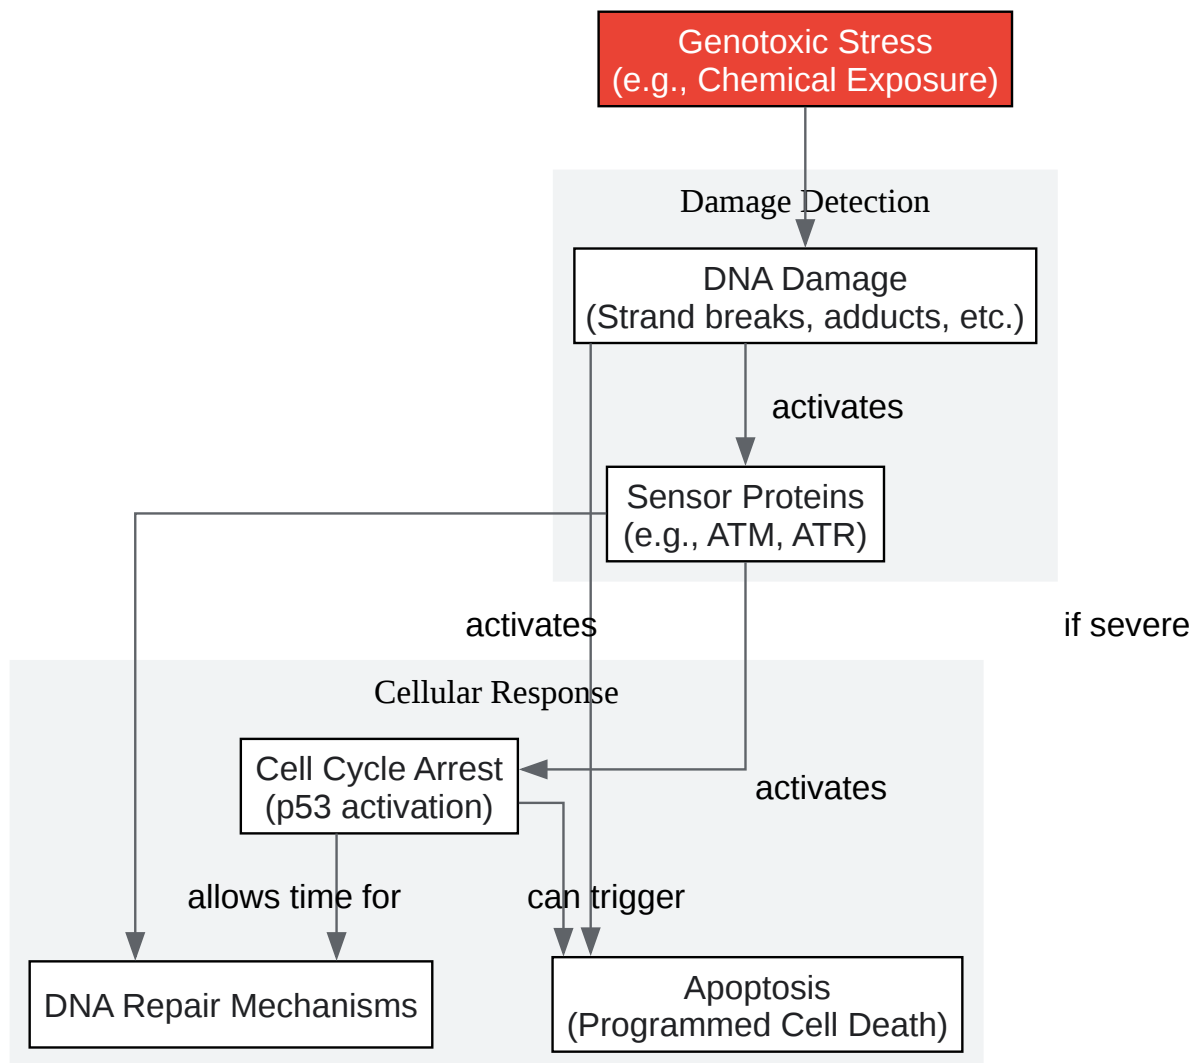 Genotoxic Stress
(e.g., Chemical Exposure)
Damage Detection
DNA Damage
(Strand breaks, adducts, etc.)
activates
Sensor Proteins
(e.g., ATM, ATR)
activates
if severe
Cellular Response
Cell Cycle Arrest
(p53 activation)
activates
allows time for
can trigger
DNA Repair Mechanisms
Apoptosis
(Programmed Cell Death)